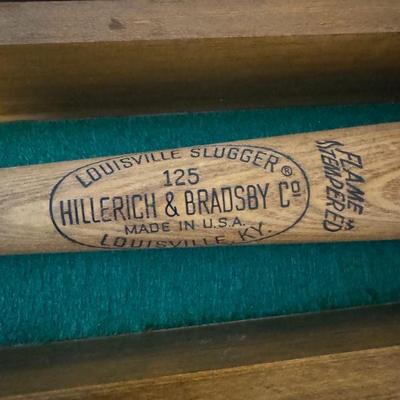 LOUISVILLE SLUGGER®
125
HILLERICH & BRADSBY Cº
MADE IN U.S.A.
LOUISVILLE, KY.
FLAME
TEMPERED